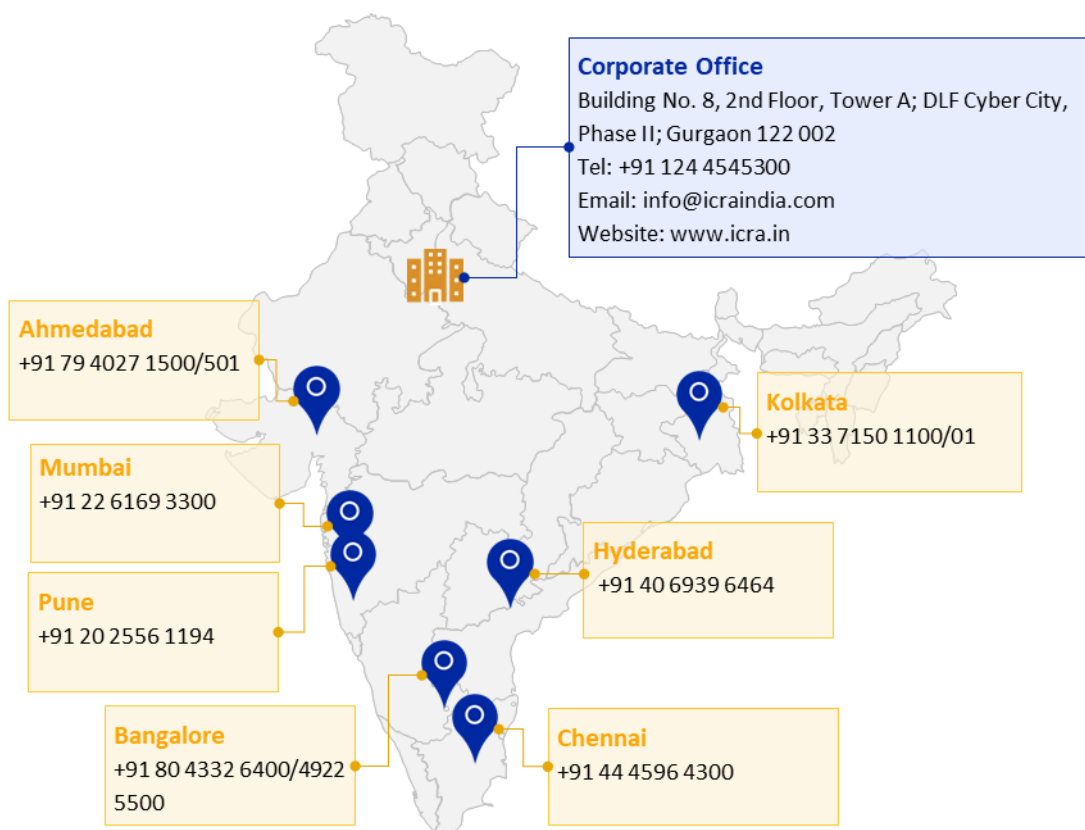 Corporate Office
Building No. 8, 2nd Floor, Tower A; DLF Cyber City,
Phase II; Gurgaon 122 002
Tel: +91 124 4545300
Email: info@icraindia.com
Website: www.icra.in
Ahmedabad
+91 79 4027 1500/501
Kolkata
+91 33 7150 1100/01
Mumbai
+91 22 6169 3300
Hyderabad
+91 40 6939 6464
Pune
+91 20 2556 1194
Bangalore
+91 80 4332 6400/4922
5500
Chennai
+91 44 4596 4300